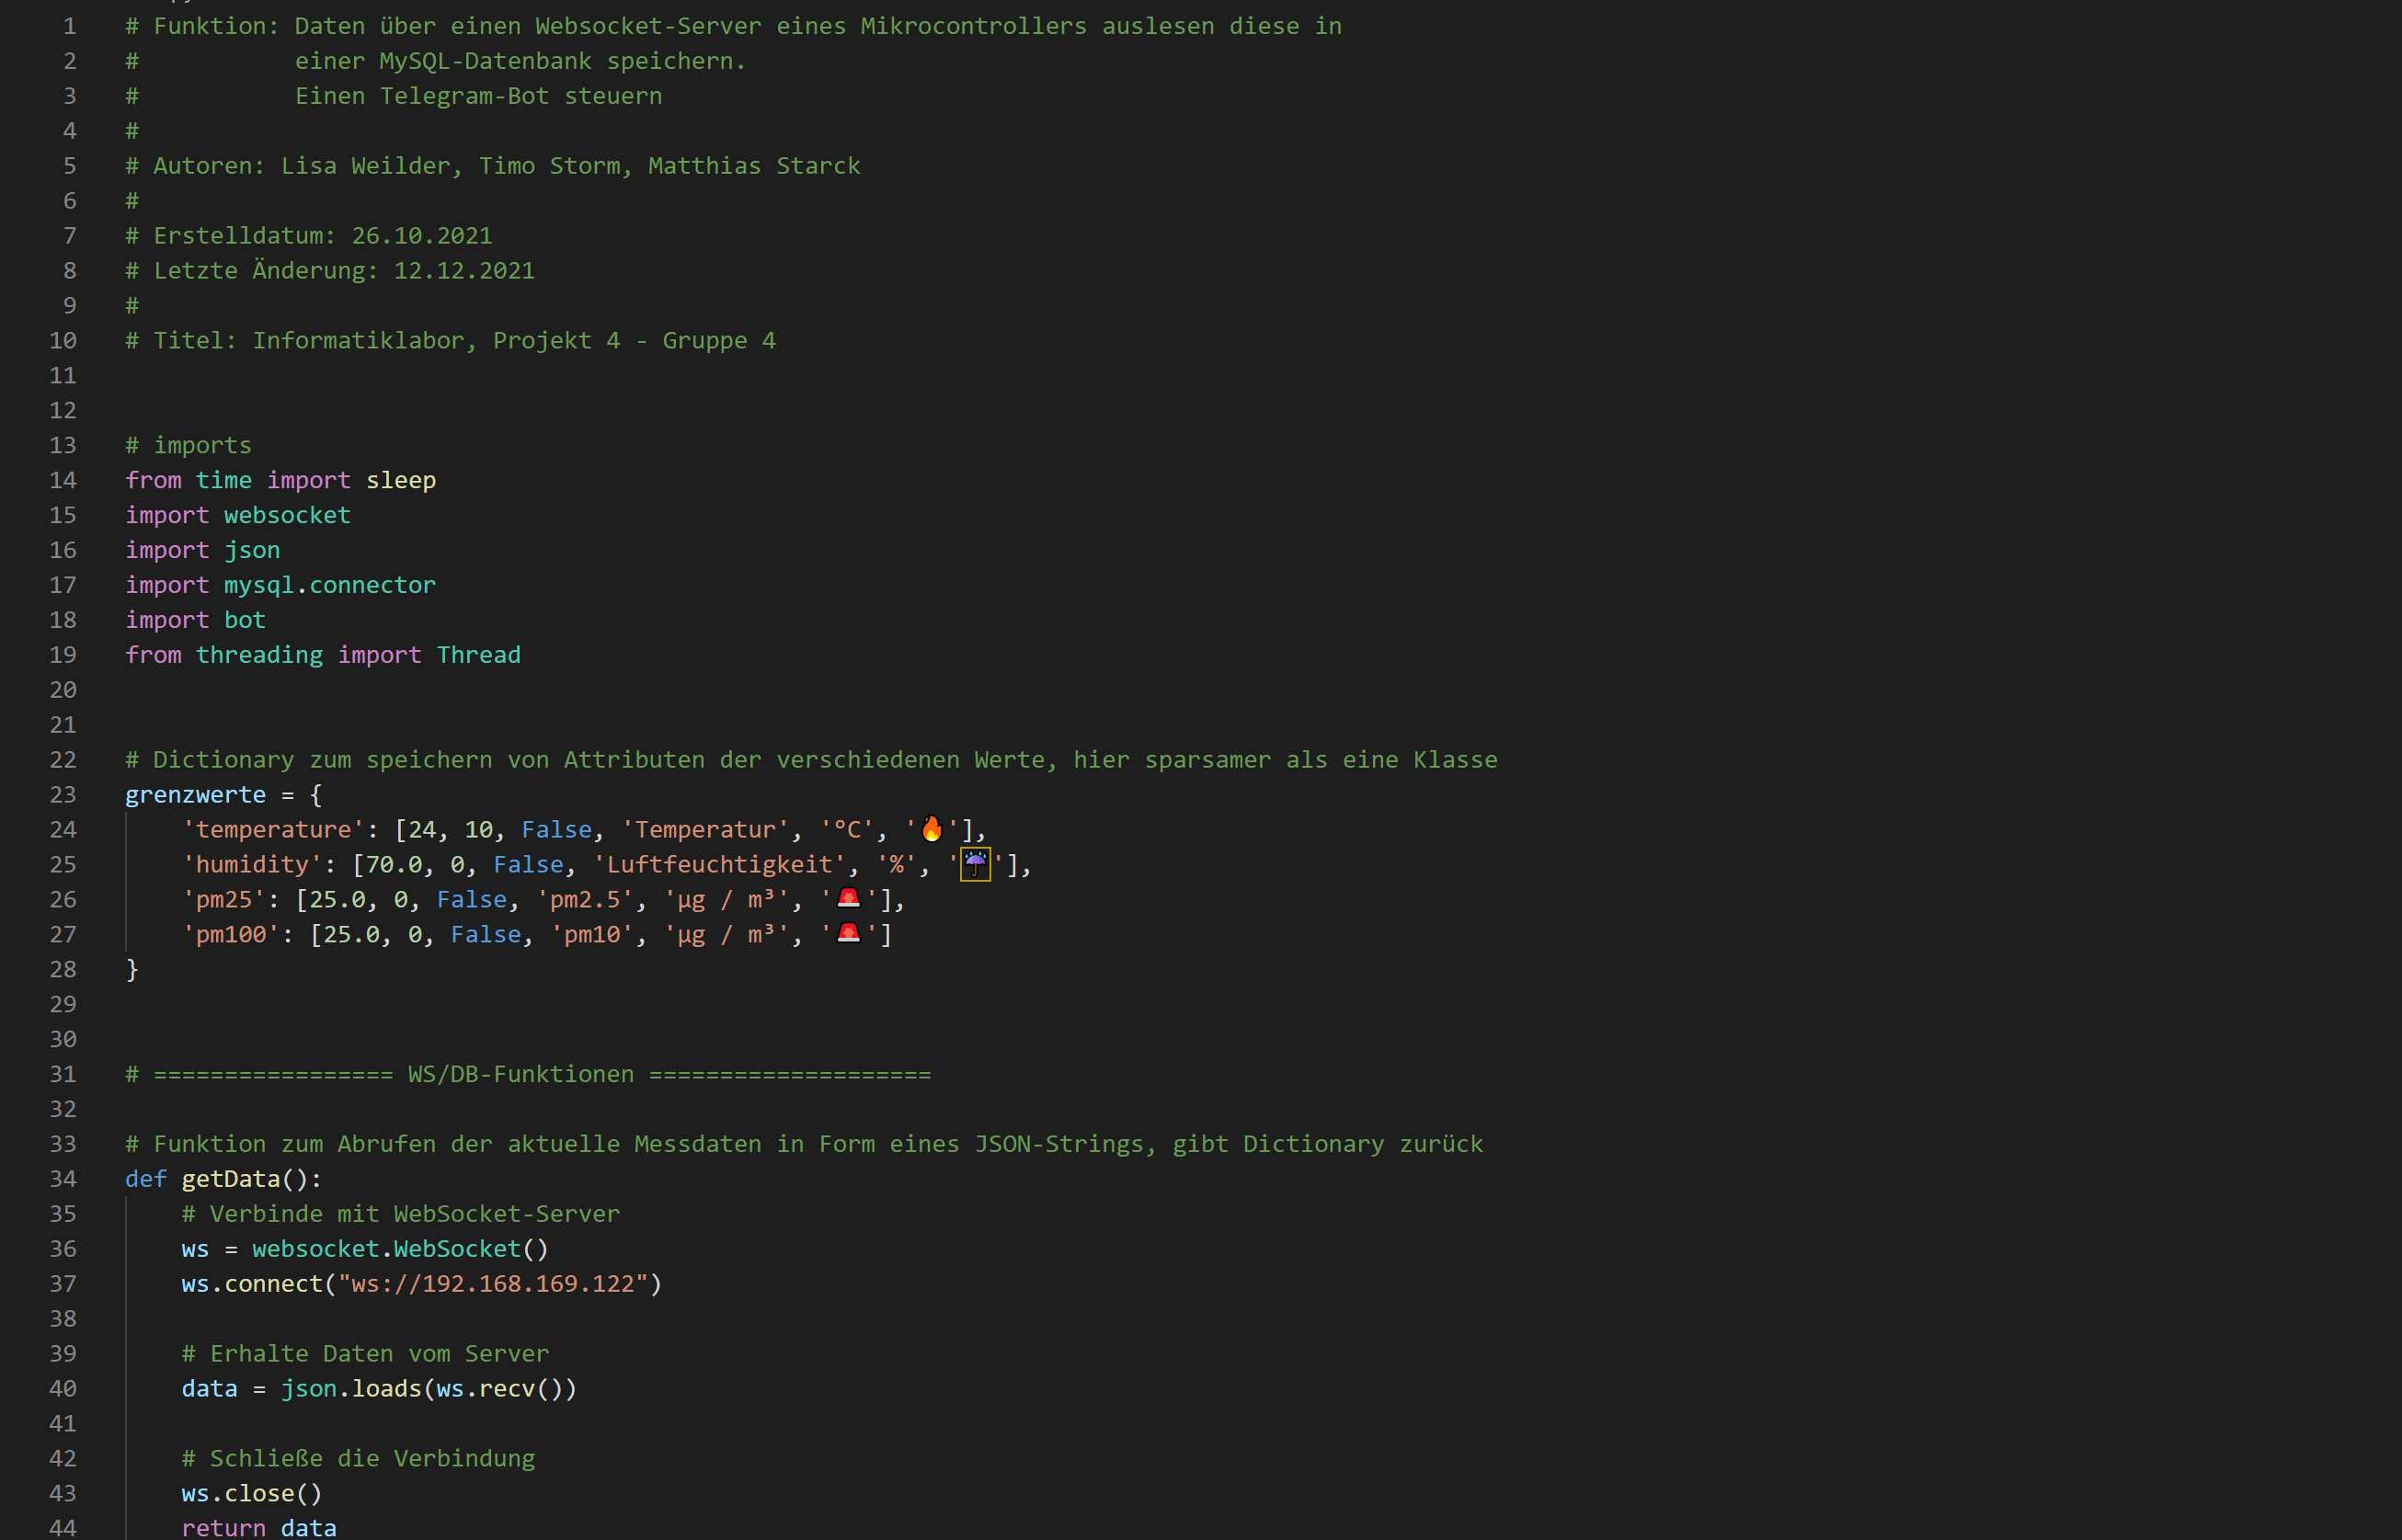 1 # Funktion: Daten über einen Websocket-Server eines Mikrocontrollers auslesen diese in
2 #           einer MySQL-Datenbank speichern.
3 #           Einen Telegram-Bot steuern
4 #
5 # Autoren: Lisa Weilder, Timo Storm, Matthias Starck
6 #
7 # Erstelldatum: 26.10.2021
8 # Letzte Änderung: 12.12.2021
9 #
10 # Titel: Informatiklabor, Projekt 4 - Gruppe 4
11
12
13 # imports
14 from time import sleep
15 import websocket
16 import json
17 import mysql.connector
18 import bot
19 from threading import Thread
20
21
22 # Dictionary zum speichern von Attributen der verschiedenen Werte, hier sparsamer als eine Klasse
23 grenzwerte = {
24     'temperature': [24, 10, False, 'Temperatur', '°C', '🔥'],
25     'humidity': [70.0, 0, False, 'Luftfeuchtigkeit', '%', '☔'],
26     'pm25': [25.0, 0, False, 'pm2.5', 'µg / m³', '🚨'],
27     'pm100': [25.0, 0, False, 'pm10', 'µg / m³', '🚨']
28 }
29
30
31 # ================= WS/DB-Funktionen ====================
32
33 # Funktion zum Abrufen der aktuelle Messdaten in Form eines JSON-Strings, gibt Dictionary zurück
34 def getData():
35     # Verbinde mit WebSocket-Server
36     ws = websocket.WebSocket()
37     ws.connect("ws://192.168.169.122")
38
39     # Erhalte Daten vom Server
40     data = json.loads(ws.recv())
41
42     # Schließe die Verbindung
43     ws.close()
44     return data